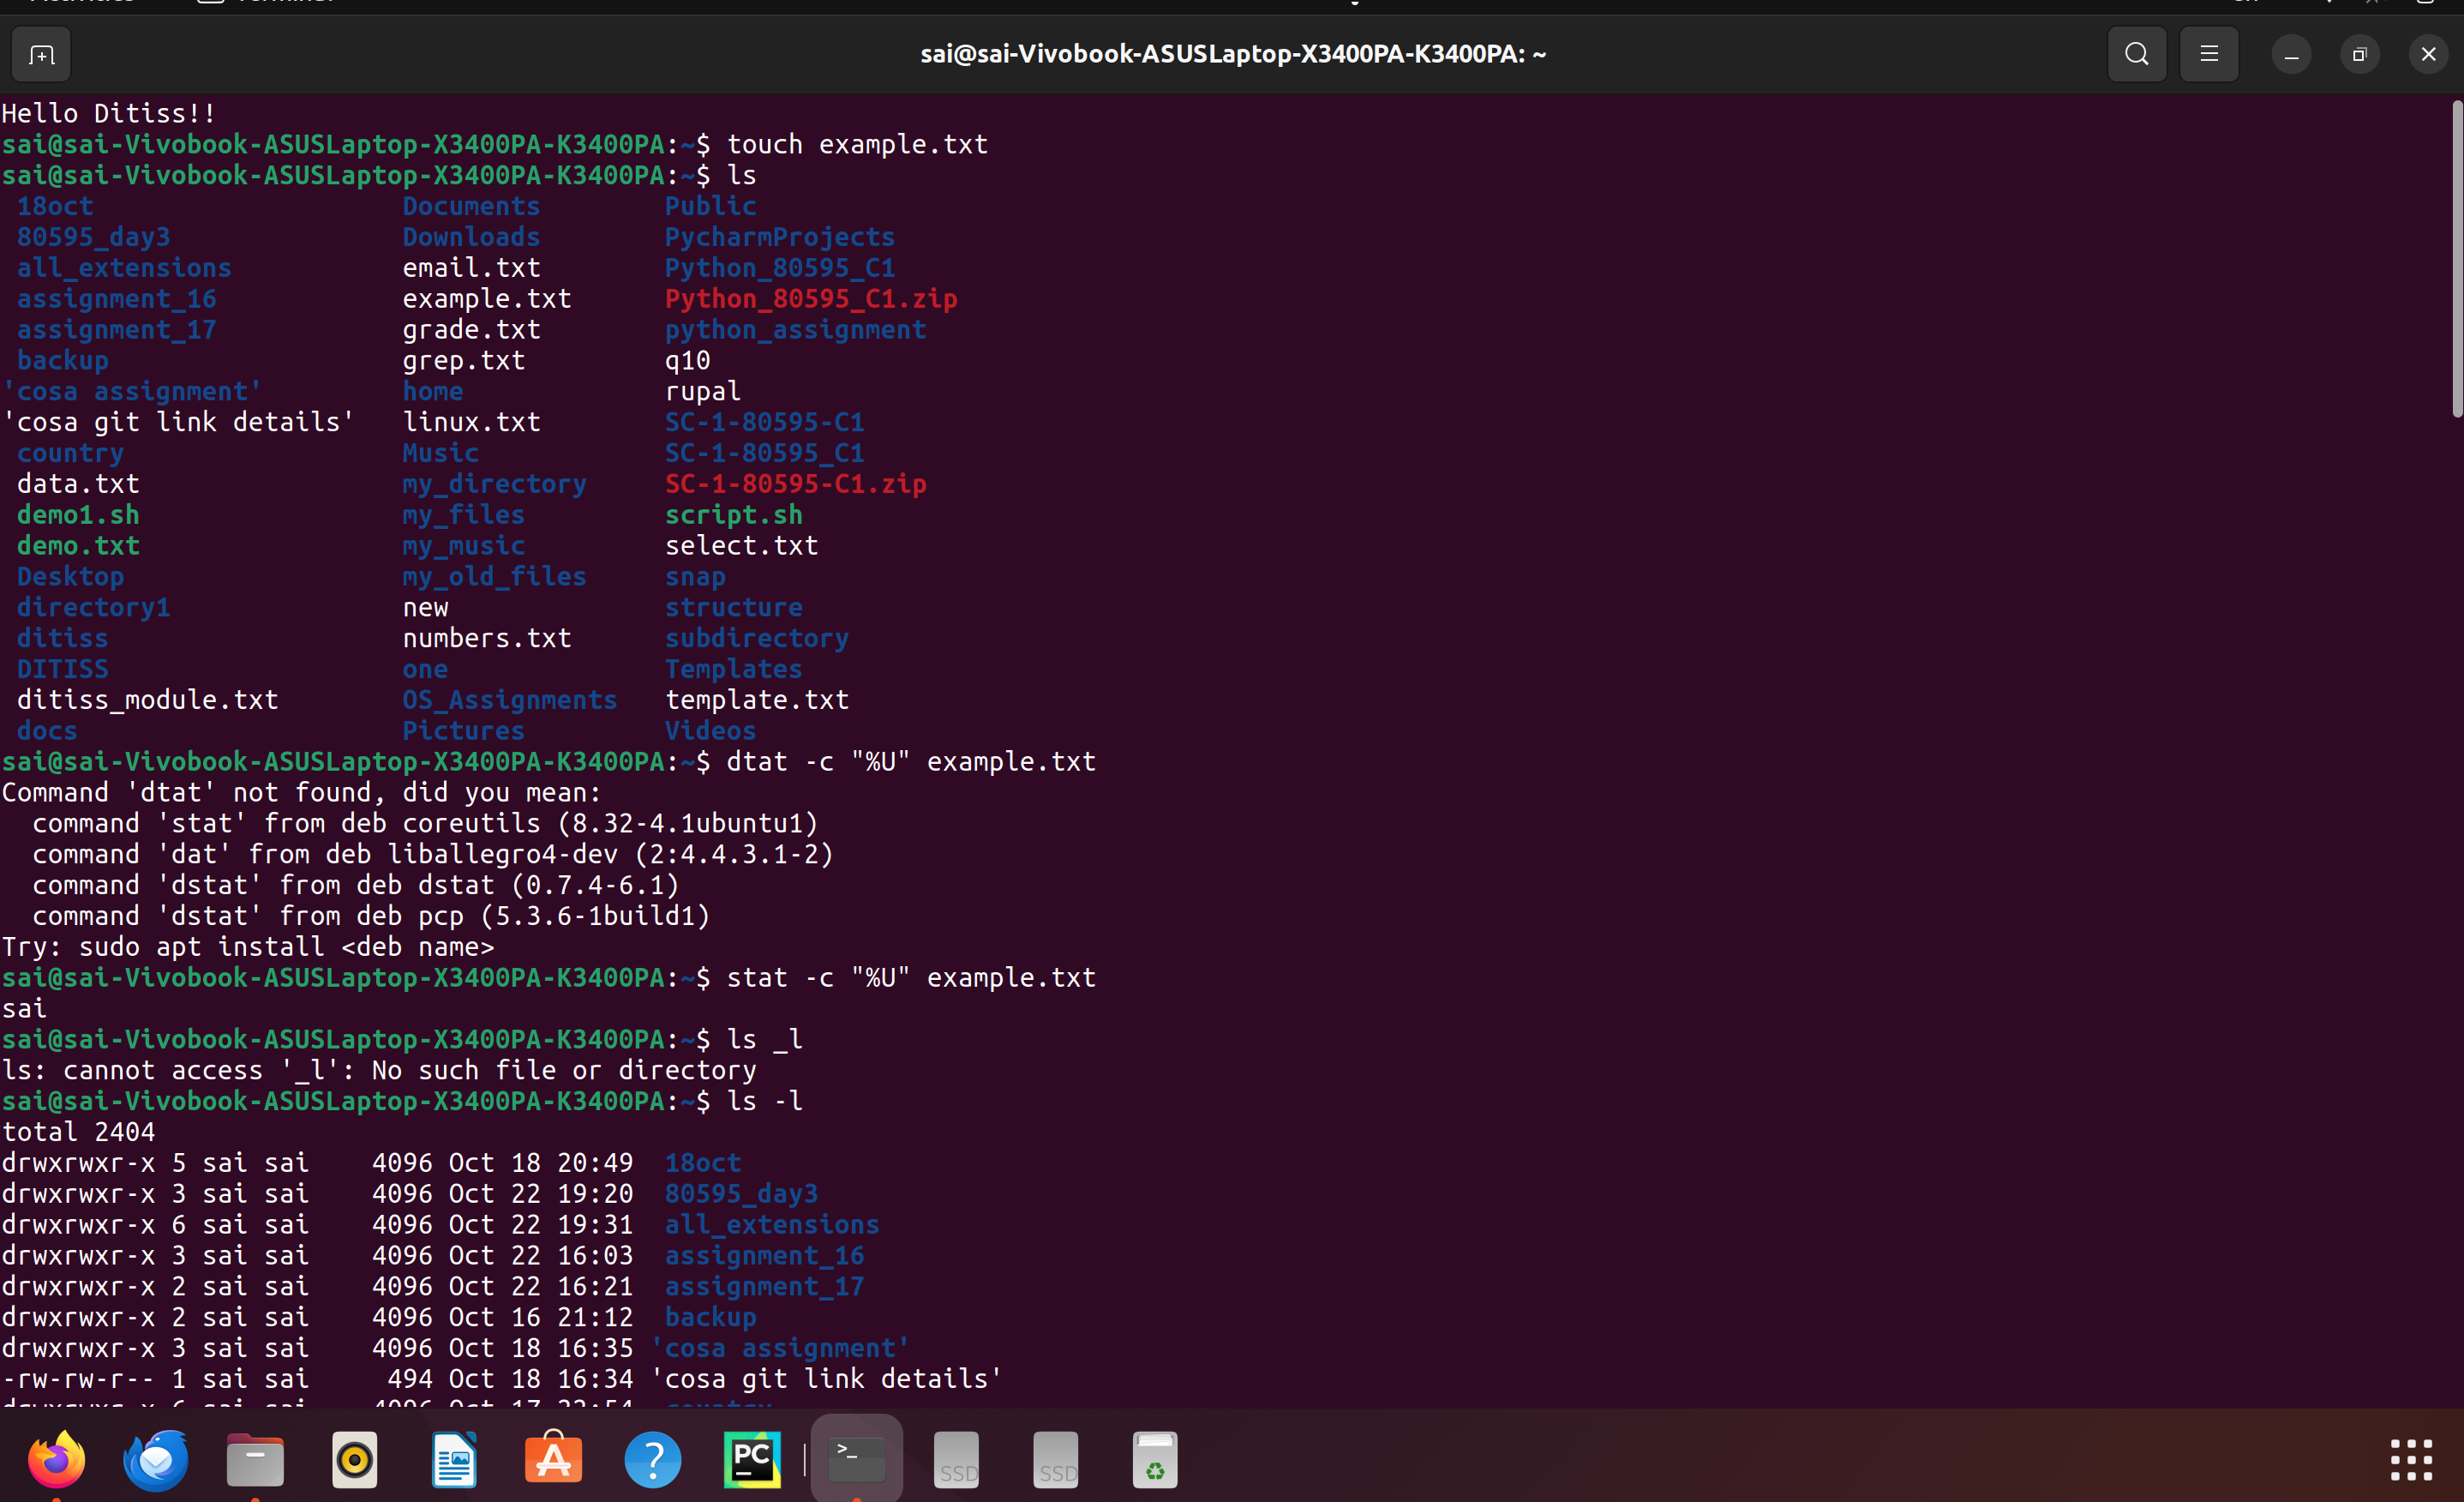 sai@sai-Vivobook-ASUSLaptop-X3400PA-K3400PA: ~
Hello Ditiss!!
sai@sai-Vivobook-ASUSLaptop-X3400PA-K3400PA:~$ touch example.txt
sai@sai-Vivobook-ASUSLaptop-X3400PA-K3400PA:~$ ls
18oct Documents Public
80595_day3 Downloads PycharmProjects
all_extensions email.txt Python_80595_C1
assignment_16 example.txt Python_80595_C1.zip
assignment_17 grade.txt python_assignment
backup grep.txt q10
'cosa assignment' home rupal
'cosa git link details' linux.txt SC-1-80595-C1
country Music SC-1-80595_C1
data.txt my_directory SC-1-80595-C1.zip
demo1.sh my_files script.sh
demo.txt my_music select.txt
Desktop my_old_files snap
directory1 new structure
ditiss numbers.txt subdirectory
DITISS one Templates
ditiss_module.txt OS_Assignments template.txt
docs Pictures Videos
sai@sai-Vivobook-ASUSLaptop-X3400PA-K3400PA:~$ dtat -c "%U" example.txt
Command 'dtat' not found, did you mean:
command 'stat' from deb coreutils (8.32-4.1ubuntu1)
command 'dat' from deb liballegro4-dev (2:4.4.3.1-2)
command 'dstat' from deb dstat (0.7.4-6.1)
command 'dstat' from deb pcp (5.3.6-1build1)
Try: sudo apt install <deb name>
sai@sai-Vivobook-ASUSLaptop-X3400PA-K3400PA:~$ stat -c "%U" example.txt
sai
sai@sai-Vivobook-ASUSLaptop-X3400PA-K3400PA:~$ ls _l
ls: cannot access '_l': No such file or directory
sai@sai-Vivobook-ASUSLaptop-X3400PA-K3400PA:~$ ls -l
total 2404
drwxrwxr-x 5 sai sai 4096 Oct 18 20:49 18oct
drwxrwxr-x 3 sai sai 4096 Oct 22 19:20 80595_day3
drwxrwxr-x 6 sai sai 4096 Oct 22 19:31 all_extensions
drwxrwxr-x 3 sai sai 4096 Oct 22 16:03 assignment_16
drwxrwxr-x 2 sai sai 4096 Oct 22 16:21 assignment_17
drwxrwxr-x 2 sai sai 4096 Oct 16 21:12 backup
drwxrwxr-x 3 sai sai 4096 Oct 18 16:35 'cosa assignment'
-rw-rw-r-- 1 sai sai 494 Oct 18 16:34 'cosa git link details'
PC
>_
SSD
SSD